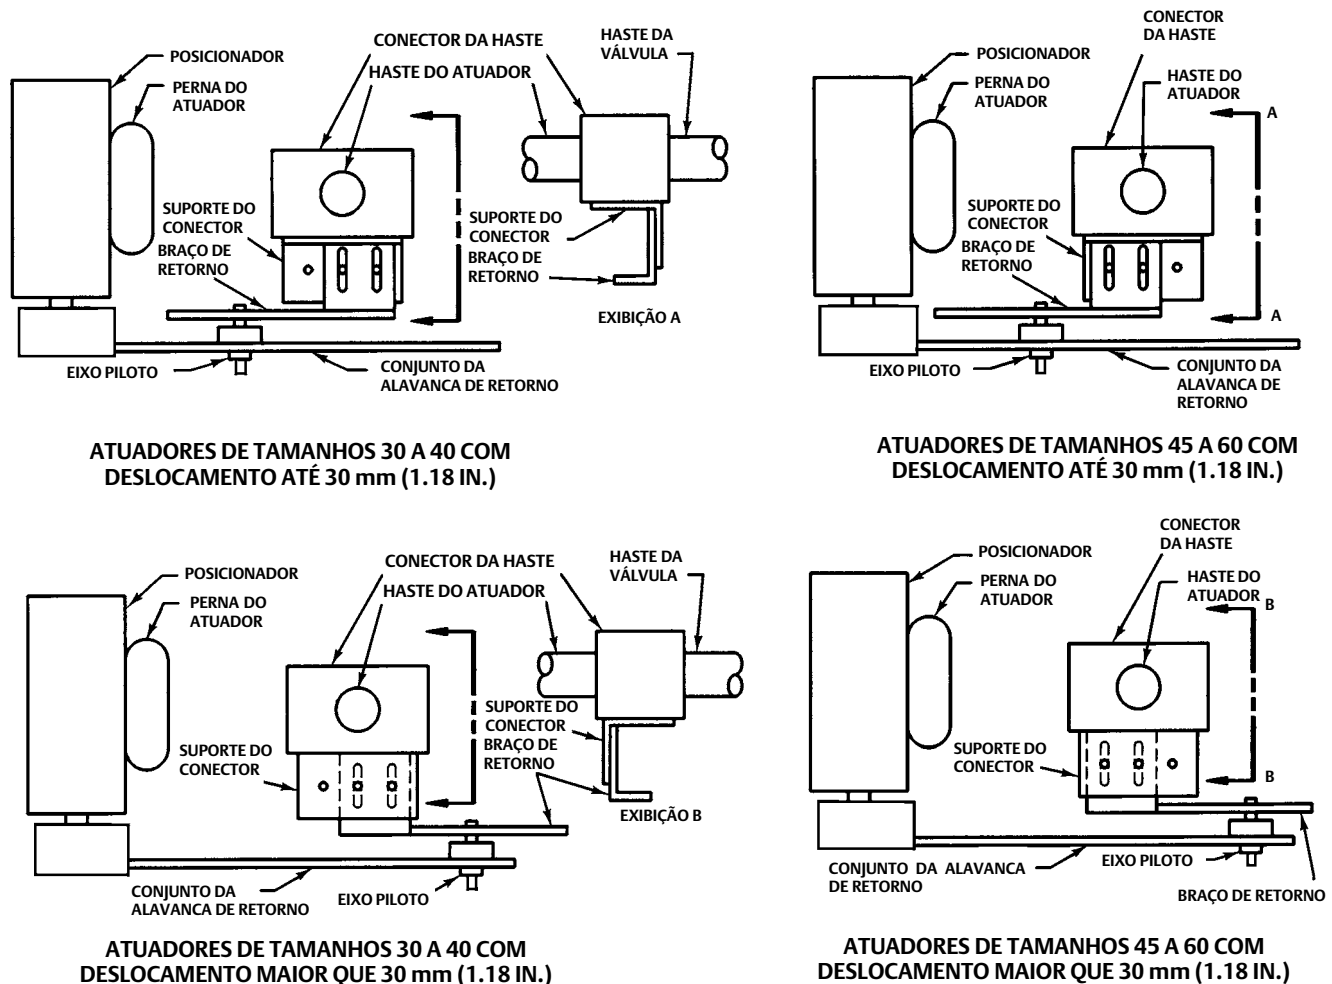 POSICIONADOR
PERNA DO
ATUADOR
CONECTOR DA HASTE
HASTE DO ATUADOR
HASTE DA
VÁLVULA
SUPORTE DO
CONECTOR
BRAÇO DE
RETORNO
SUPORTE DO
CONECTOR
BRAÇO DE
RETORNO
EXIBIÇÃO A
EIXO PILOTO
CONJUNTO DA
ALAVANCA DE RETORNO
ATUADORES DE TAMANHOS 30 A 40 COM
DESLOCAMENTO ATÉ 30 mm (1.18 IN.)
CONECTOR
DA HASTE
POSICIONADOR
PERNA DO
ATUADOR
HASTE DO
ATUADOR
A
SUPORTE DO
CONECTOR
BRAÇO DE
RETORNO
A
EIXO PILOTO
CONJUNTO DA
ALAVANCA DE
RETORNO
ATUADORES DE TAMANHOS 45 A 60 COM
DESLOCAMENTO ATÉ 30 mm (1.18 IN.)
POSICIONADOR
PERNA DO
ATUADOR
CONECTOR DA HASTE
HASTE DO ATUADOR
HASTE DA
VÁLVULA
SUPORTE DO
CONECTOR
SUPORTE DO
CONECTOR
BRAÇO DE
RETORNO
EXIBIÇÃO B
CONJUNTO DA
ALAVANCA DE RETORNO
EIXO PILOTO
ATUADORES DE TAMANHOS 30 A 40 COM
DESLOCAMENTO MAIOR QUE 30 mm (1.18 IN.)
CONECTOR
DA HASTE
POSICIONADOR
PERNA DO
ATUADOR
HASTE DO
ATUADOR
B
SUPORTE DO
CONECTOR
B
CONJUNTO DA ALAVANCA
DE RETORNO
EIXO PILOTO
BRAÇO DE RETORNO
ATUADORES DE TAMANHOS 45 A 60 COM
DESLOCAMENTO MAIOR QUE 30 mm (1.18 IN.)